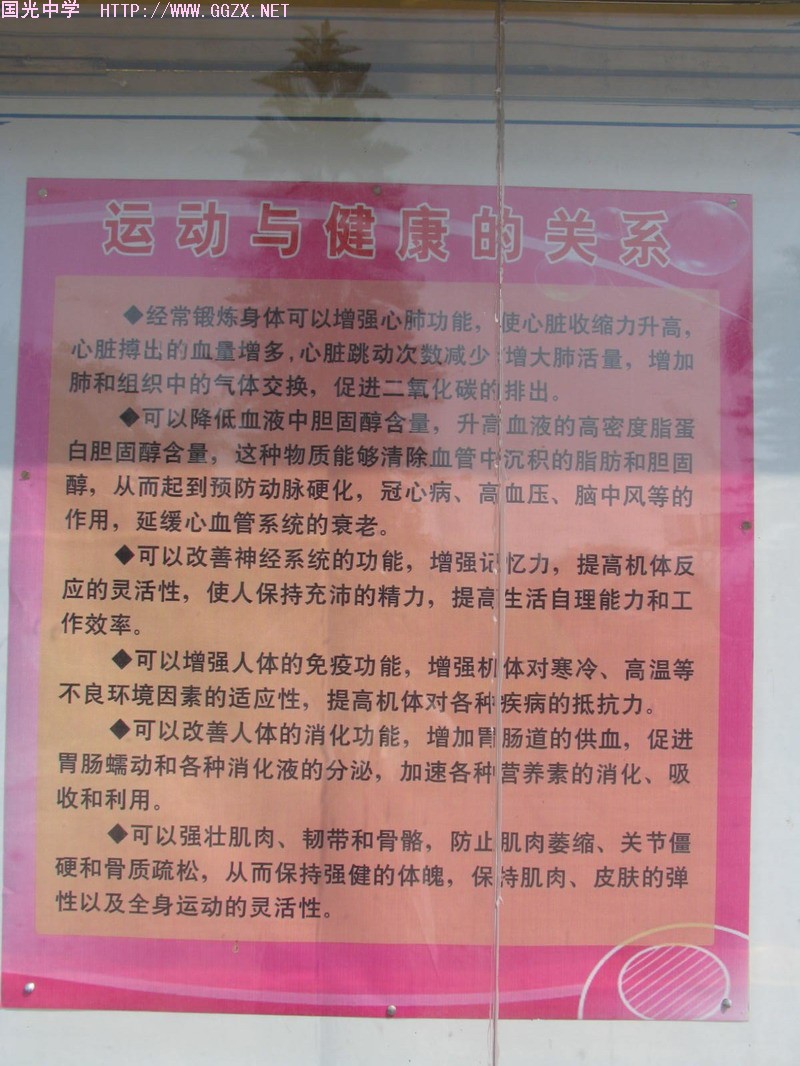 国光中学 HTTP://WWW.GGZX.NET
运动与健康的关系
◆经常锻炼身体可以增强心肺功能，使心脏收缩力升高，
心脏搏出的血量增多，心脏跳动次数减少，增大肺活量，增加
肺和组织中的气体交换，促进二氧化碳的排出。
◆可以降低血液中胆固醇含量，升高血液的高密度脂蛋
白胆固醇含量，这种物质能够清除血管中沉积的脂肪和胆固
醇，从而起到预防动脉硬化，冠心病、高血压、脑中风等的
作用，延缓心血管系统的衰老。
◆可以改善神经系统的功能，增强记忆力，提高机体反
应的灵活性，使人保持充沛的精力，提高生活自理能力和工
作效率。
◆可以增强人体的免疫功能，增强机体对寒冷、高温等
不良环境因素的适应性，提高机体对各种疾病的抵抗力。
◆可以改善人体的消化功能，增加胃肠道的供血，促进
胃肠蠕动和各种消化液的分泌，加速各种营养素的消化、吸
收和利用。
◆可以强壮肌肉、韧带和骨骼，防止肌肉萎缩、关节僵
硬和骨质疏松，从而保持强健的体魄，保持肌肉、皮肤的弹
性以及全身运动的灵活性。